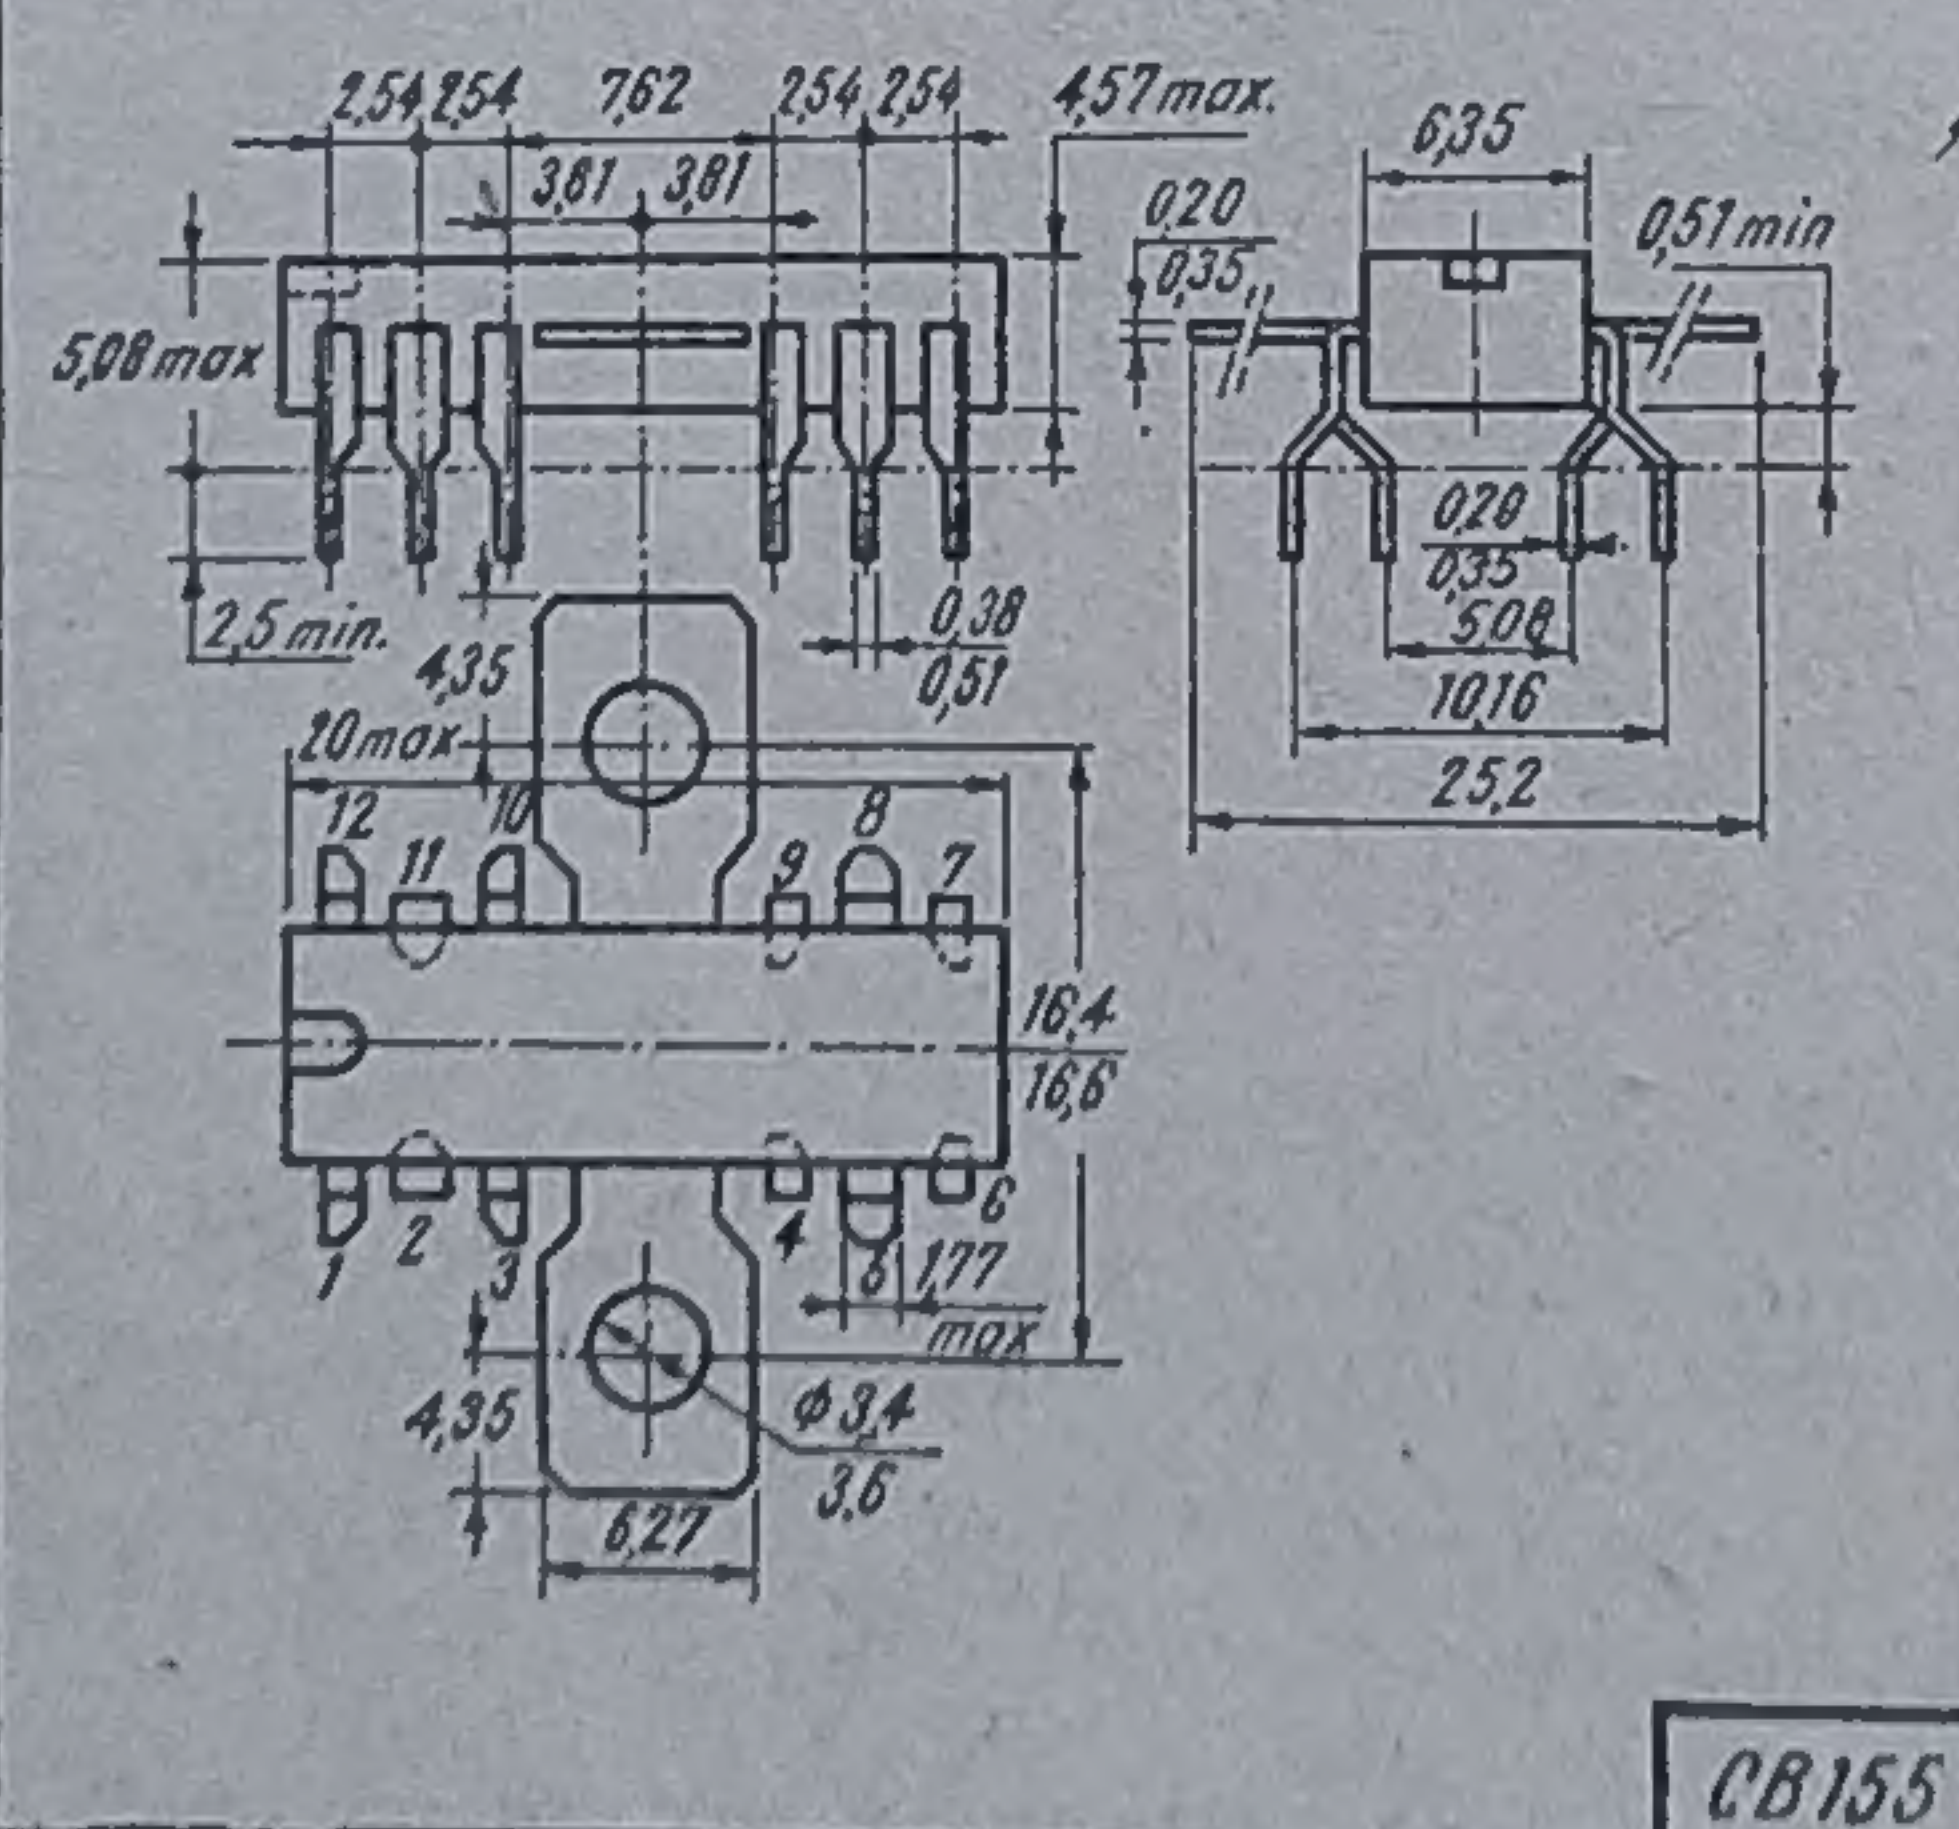 2,54 2,54 7,62 2,54 2,54 4,57 max.
3,81 3,81
5,08 max
2,5 min.
0,38
0,51
6,35
0,20
0,35
0,51 min
0,20
0,35
5,08
10,16
25,2
4,35
20 max
12 11 10 9 8 7
16,4
16,6
1 2 3 4 6
1,77
max
4,35
ϕ 3,4
3,6
6,27
CB155